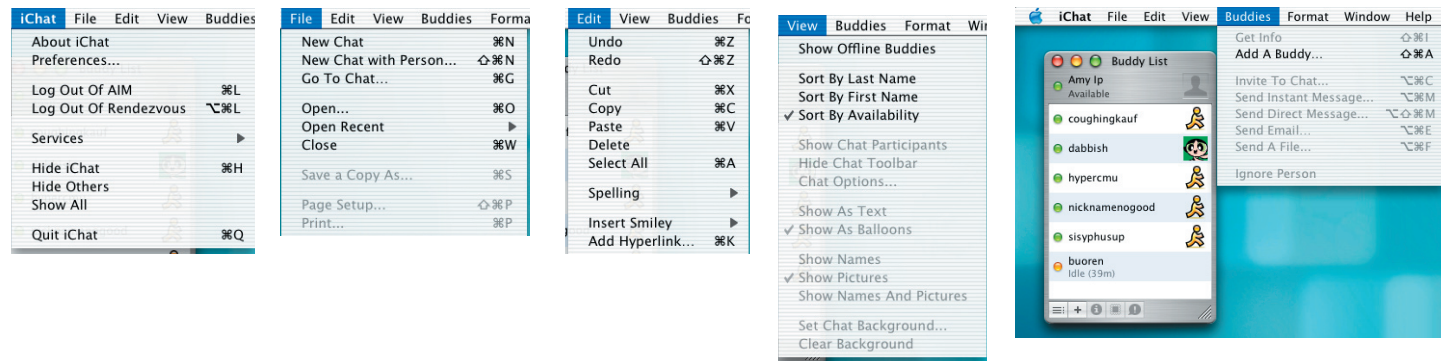 iChat File Edit View Buddies
About iChat
Preferences...
Log Out Of AIM ⌘L
Log Out Of Rendezvous ⌥⌘L
Services ▶
Hide iChat ⌘H
Hide Others
Show All
Quit iChat ⌘Q
File Edit View Buddies Forma
New Chat ⌘N
New Chat with Person... ⇧⌘N
Go To Chat... ⌘G
Open... ⌘O
Open Recent ▶
Close ⌘W
Save a Copy As... ⌘S
Page Setup... ⇧⌘P
Print... ⌘P
Edit View Buddies Fo
Undo ⌘Z
Redo ⇧⌘Z
Cut ⌘X
Copy ⌘C
Paste ⌘V
Delete
Select All ⌘A
Spelling ▶
Insert Smiley ▶
Add Hyperlink... ⌘K
View Buddies Format Wi
Show Offline Buddies
Sort By Last Name
Sort By First Name
✓ Sort By Availability
Show Chat Participants
Hide Chat Toolbar
Chat Options...
Show As Text
✓ Show As Balloons
Show Names
✓ Show Pictures
Show Names And Pictures
Set Chat Background...
Clear Background
iChat File Edit View Buddies Format Window Help
Get Info ⇧⌘I
Add A Buddy... ⇧⌘A
Invite To Chat... ⌥⌘C
Send Instant Message... ⌥⌘M
Send Direct Message... ⌥⇧⌘M
Send Email... ⌥⌘E
Send A File... ⌥⌘F
Ignore Person
Buddy List
Amy Ip
Available
coughingkauf
dabbish
hypercmu
nicknamenogood
sisyphusup
buoren
Idle (39m)